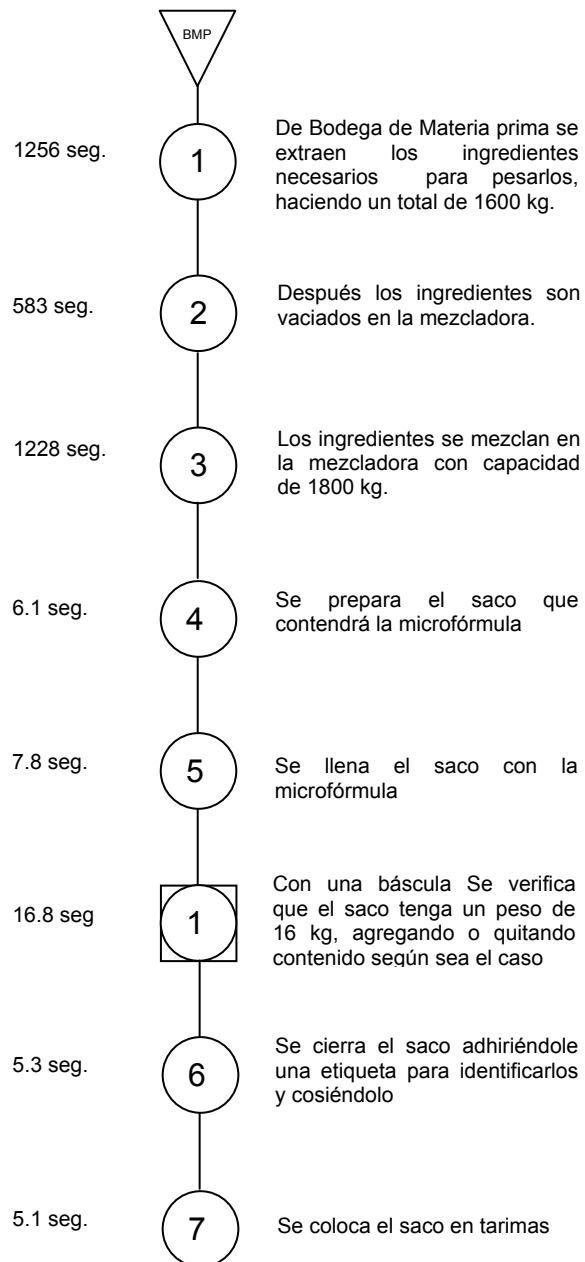 BMP
1256 seg.
1
De Bodega de Materia prima se
extraen los ingredientes
necesarios para pesarlos,
haciendo un total de 1600 kg.
583 seg.
2
Después los ingredientes son
vaciados en la mezcladora.
1228 seg.
3
Los ingredientes se mezclan en
la mezcladora con capacidad
de 1800 kg.
6.1 seg.
4
Se prepara el saco que
contendrá la microfórmula
7.8 seg.
5
Se llena el saco con la
microfórmula
16.8 seg
1
Con una báscula Se verifica
que el saco tenga un peso de
16 kg, agregando o quitando
contenido según sea el caso
5.3 seg.
6
Se cierra el saco adhiriéndole
una etiqueta para identificarlos
y cosiéndolo
5.1 seg.
7
Se coloca el saco en tarimas